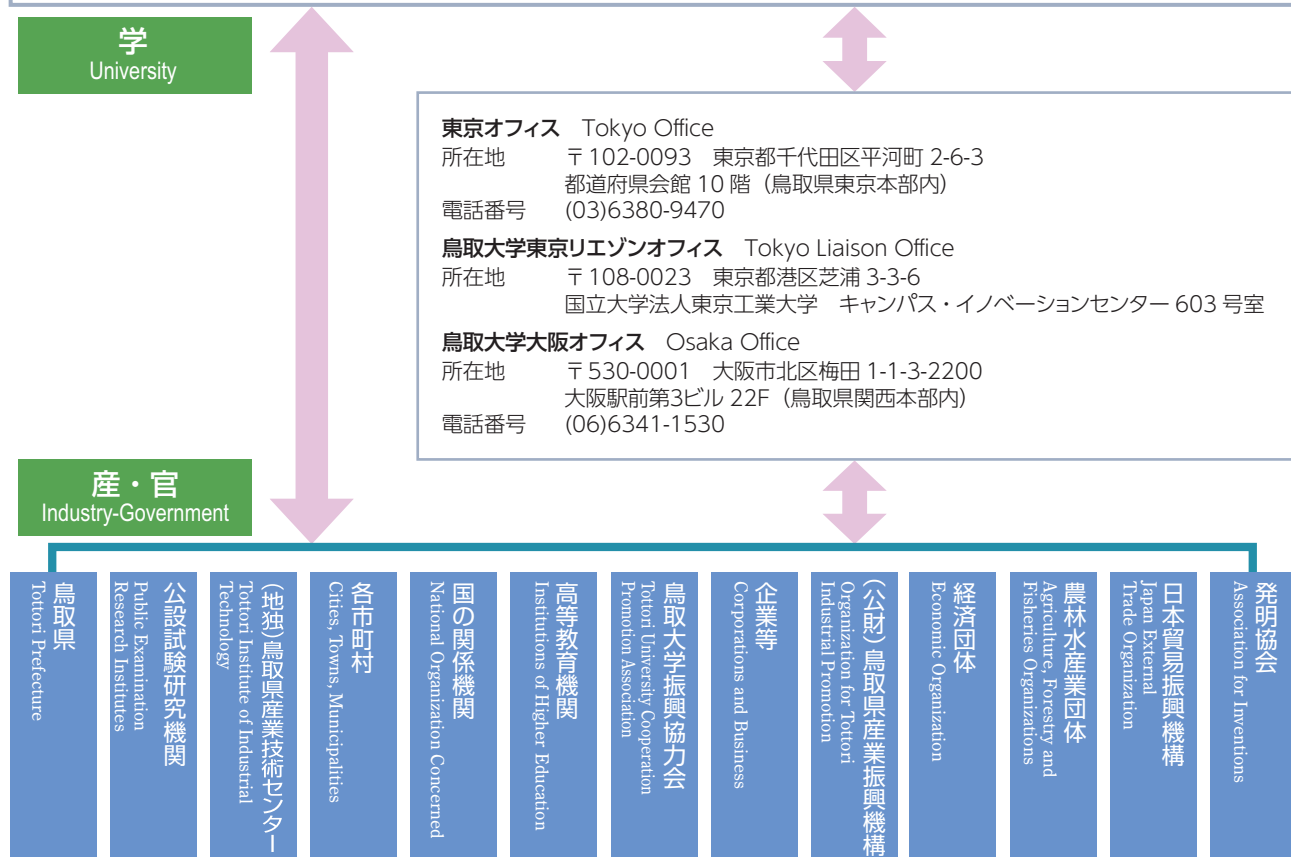 学
University
東京オフィス　Tokyo Office
所在地　〒102-0093　東京都千代田区平河町 2-6-3
都道府県会館 10 階（鳥取県東京本部内）
電話番号　(03)6380-9470
鳥取大学東京リエゾンオフィス　Tokyo Liaison Office
所在地　〒108-0023　東京都港区芝浦 3-3-6
国立大学法人東京工業大学　キャンパス・イノベーションセンター 603 号室
鳥取大学大阪オフィス　Osaka Office
所在地　〒530-0001　大阪市北区梅田 1-1-3-2200
大阪駅前第3ビル 22F（鳥取県関西本部内）
電話番号　(06)6341-1530
産・官
Industry-Government
鳥取県
Tottori Prefecture
公設試験研究機関
Public Examination
Research Institutes
（地独）鳥取県産業技術センター
Tottori Institute of Industrial
Technology
各市町村
Cities, Towns, Municipalities
国の関係機関
National Organization Concerned
高等教育機関
Institutions of Higher Education
鳥取大学振興協力会
Tottori University Cooperation
Promotion Association
企業等
Corporations and Business
（公財）鳥取県産業振興機構
Organization for Tottori
Industrial Promotion
経済団体
Economic Organization
農林水産業団体
Agriculture, Forestry and
Fisheries Organizations
日本貿易振興機構
Japan External
Trade Organization
発明協会
Association for Inventions